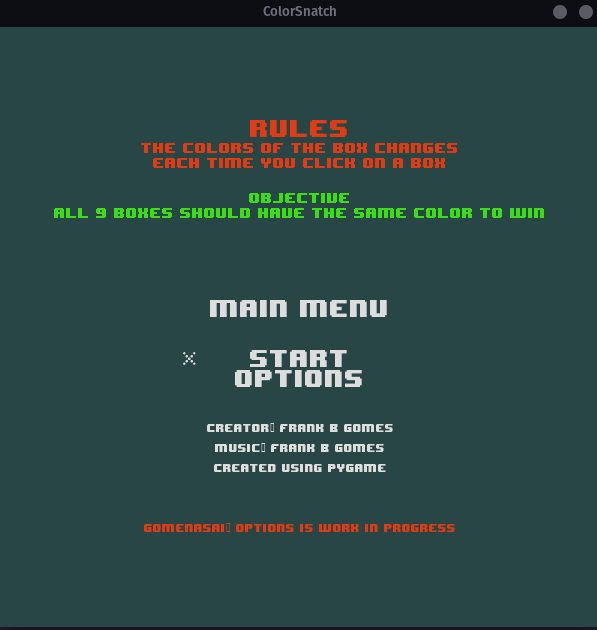 ColorSnatch
RULES
THE COLORS OF THE BOX CHANGES
EACH TIME YOU CLICK ON A BOX
OBJECTIVE
ALL 9 BOXES SHOULD HAVE THE SAME COLOR TO WIN
MAIN MENU
START
OPTIONS
CREATOR▯ FRANK B GOMES
MUSIC▯ FRANK B GOMES
CREATED USING PYGAME
GOMENASAI▯ OPTIONS IS WORK IN PROGRESS